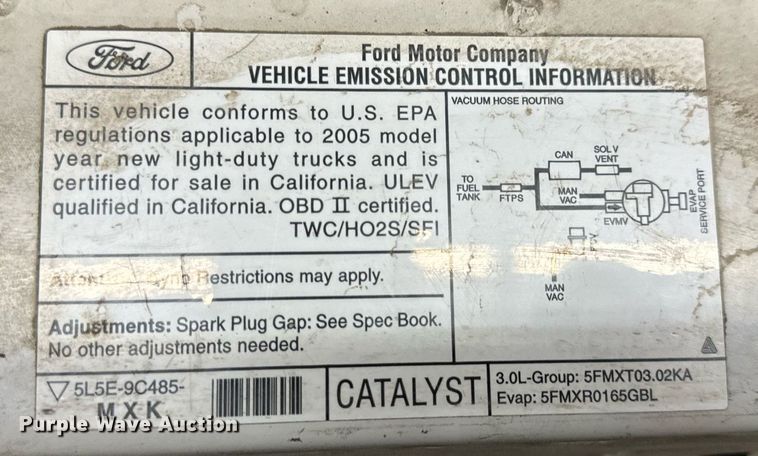 Ford
Ford Motor Company
VEHICLE EMISSION CONTROL INFORMATION
This vehicle conforms to U.S. EPA
regulations applicable to 2005 model
year new light-duty trucks and is
certified for sale in California. ULEV
qualified in California. OBD II certified.
TWC/HO2S/SFI
Restrictions may apply.
Adjustments: Spark Plug Gap: See Spec Book.
No other adjustments needed.
VACUUM HOSE ROUTING
TO
FUEL
TANK
FTPS
CAN
SOL V
VENT
MAN
VAC
EVMV
EVAP
SERVICE PORT
MAN
VAC
▽ 5L5E-9C485-
MXK
CATALYST
3.0L-Group: 5FMXT03.02KA
Evap: 5FMXR0165GBL
Purple Wave Auction